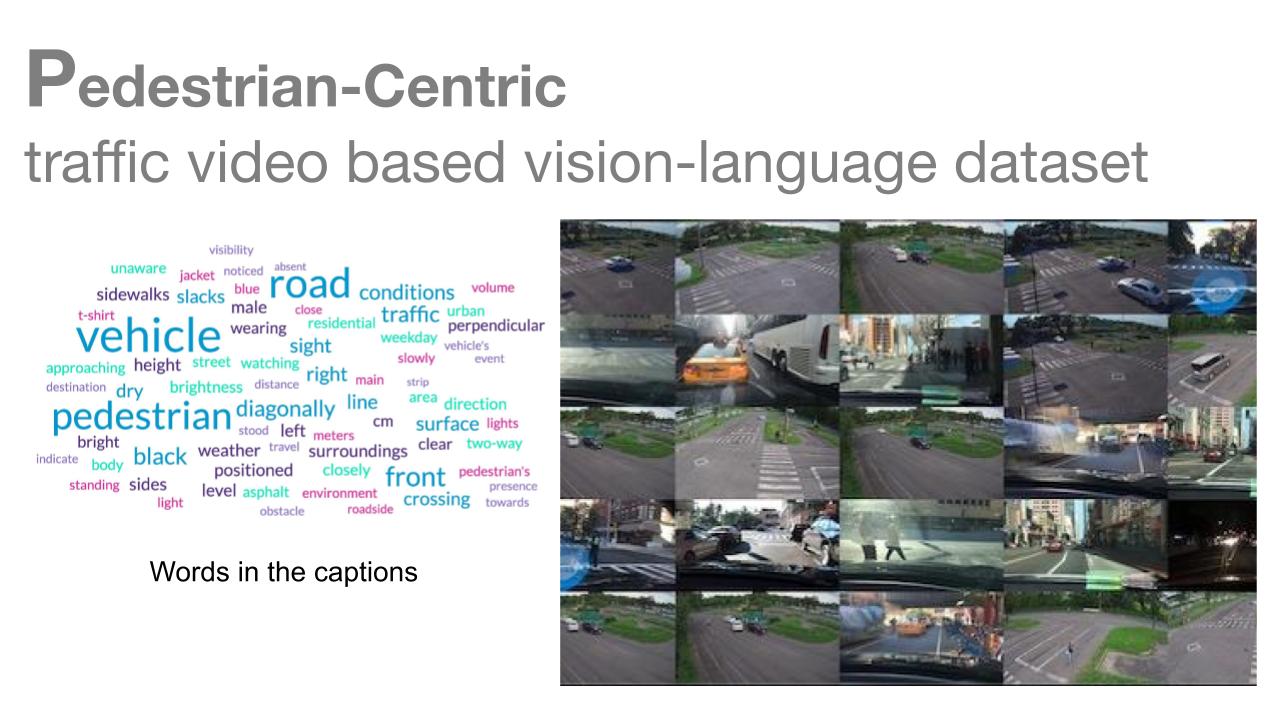 Pedestrian-Centric
traffic video based vision-language dataset
visibility
unaware jacket noticed absent
sidewalks slacks blue road conditions volume
t-shirt male close traffic urban
vehicle wearing residential perpendicular
sight weekday vehicle's
approaching height street watching slowly event
destination dry brightness distance right main strip
pedestrian diagonally line area direction
cm surface lights
bright stood left meters clear two-way
indicate body black weather travel surroundings
positioned closely front pedestrian's
standing sides level asphalt environment crossing presence
light obstacle roadside towards
Words in the captions